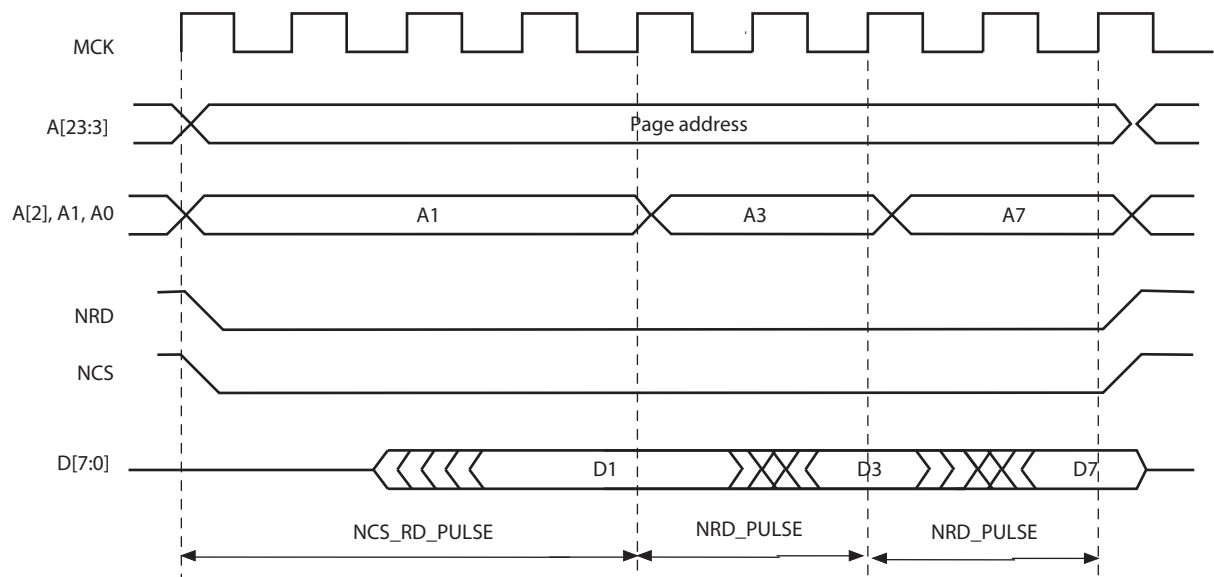 MCK
A[23:3]
Page address
A[2], A1, A0
A1
A3
A7
NRD
NCS
D[7:0]
D1
D3
D7
NCS_RD_PULSE
NRD_PULSE
NRD_PULSE